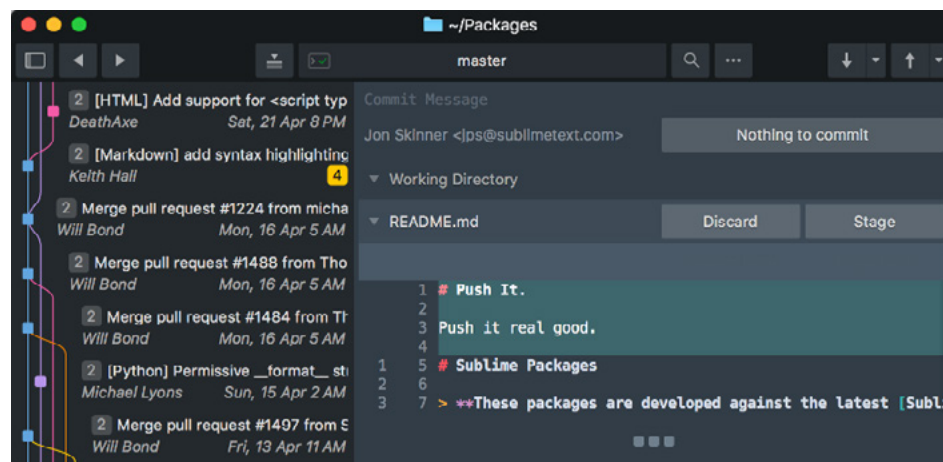 ~/Packages
master
2 [HTML] Add support for <script typ
DeathAxe Sat, 21 Apr 8 PM
2 [Markdown] add syntax highlighting
Keith Hall 4
2 Merge pull request #1224 from micha
Will Bond Mon, 16 Apr 5 AM
2 Merge pull request #1488 from Tho
Will Bond Mon, 16 Apr 5 AM
2 Merge pull request #1484 from Th
Will Bond Mon, 16 Apr 5 AM
2 [Python] Permissive __format__ stri
Michael Lyons Sun, 15 Apr 2 AM
2 Merge pull request #1497 from S
Will Bond Fri, 13 Apr 11 AM
Commit Message
Jon Skinner <jps@sublimetext.com>
Nothing to commit
Working Directory
README.md
Discard
Stage
1 # Push It.
2
3 Push it real good.
4
1 5 # Sublime Packages
2 6
3 7 > **These packages are developed against the latest [Subl